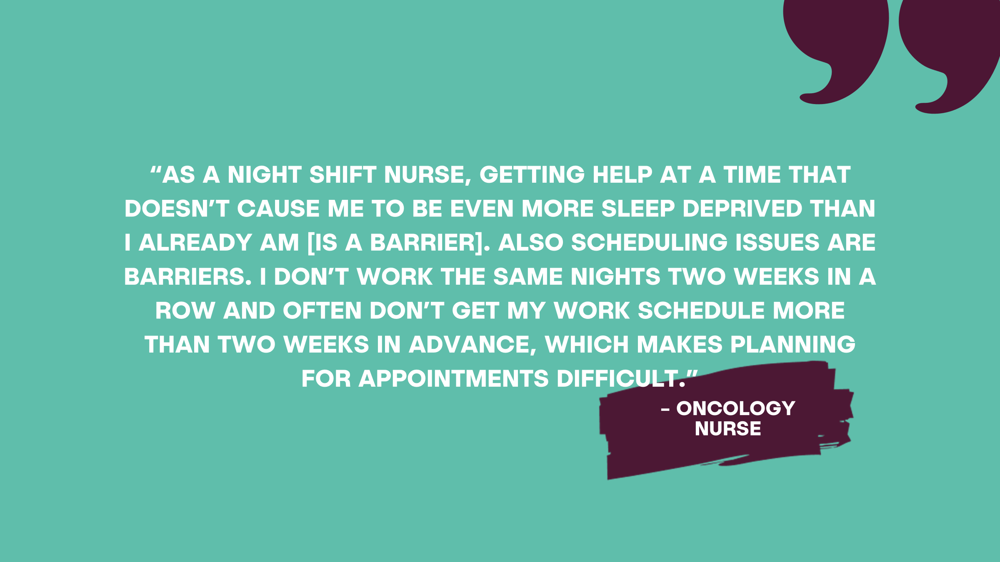 “AS A NIGHT SHIFT NURSE, GETTING HELP AT A TIME THAT
DOESN’T CAUSE ME TO BE EVEN MORE SLEEP DEPRIVED THAN
I ALREADY AM [IS A BARRIER]. ALSO SCHEDULING ISSUES ARE
BARRIERS. I DON’T WORK THE SAME NIGHTS TWO WEEKS IN A
ROW AND OFTEN DON’T GET MY WORK SCHEDULE MORE
THAN TWO WEEKS IN ADVANCE, WHICH MAKES PLANNING
FOR APPOINTMENTS DIFFICULT.”
– ONCOLOGY
NURSE